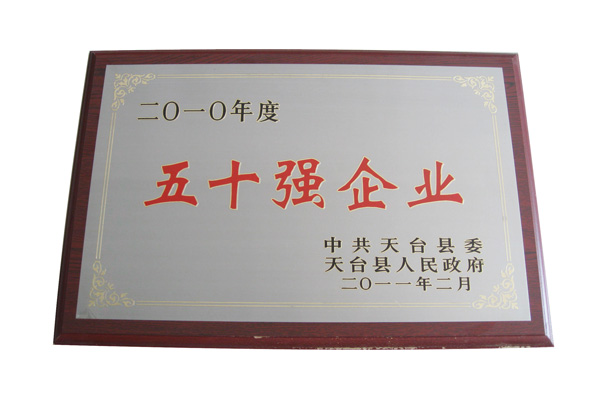 二〇一〇年度
五十强企业
中共天台县委
天台县人民政府
二〇一一年二月